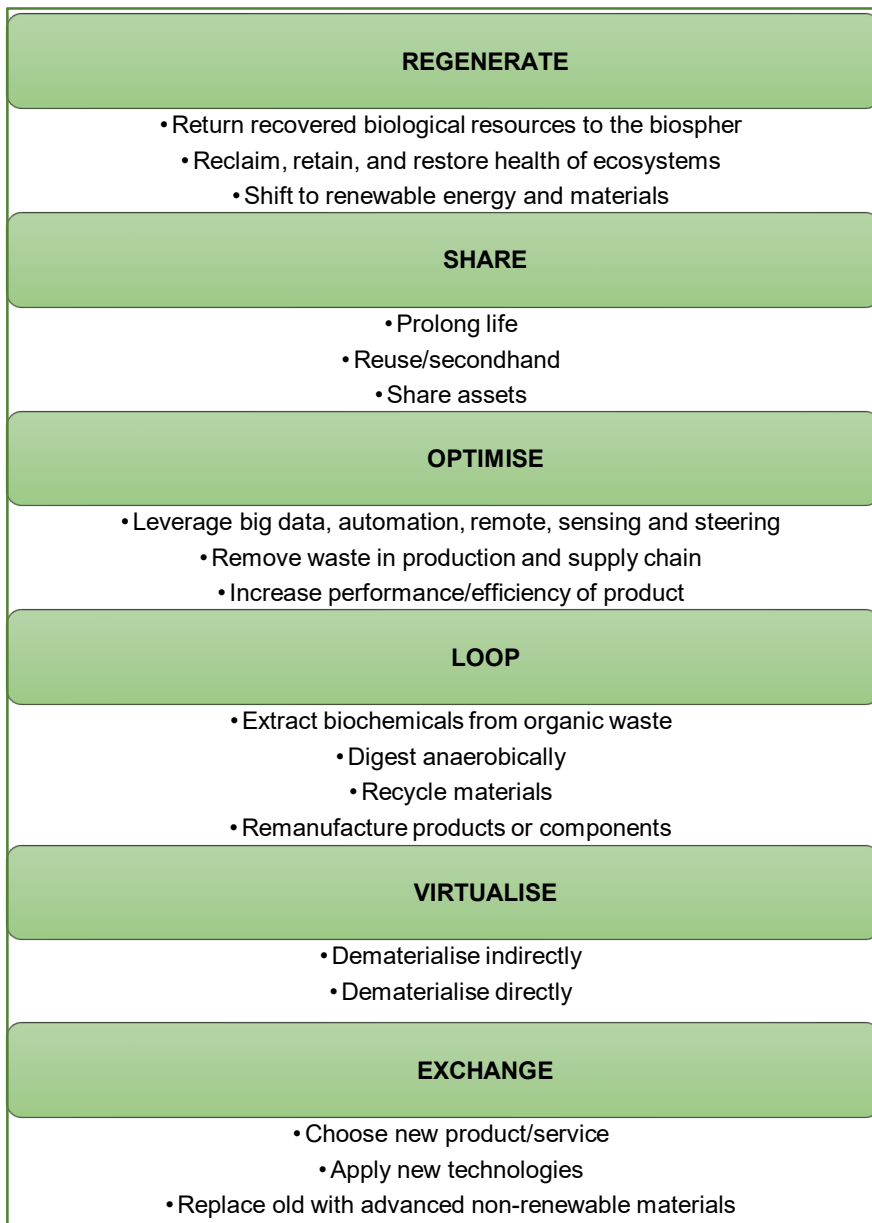 REGENERATE
•Return recovered biological resources to the biospher
•Reclaim, retain, and restore health of ecosystems
•Shift to renewable energy and materials
SHARE
•Prolong life
•Reuse/secondhand
•Share assets
OPTIMISE
•Leverage big data, automation, remote, sensing and steering
•Remove waste in production and supply chain
•Increase performance/efficiency of product
LOOP
•Extract biochemicals from organic waste
•Digest anaerobically
•Recycle materials
•Remanufacture products or components
VIRTUALISE
•Dematerialise indirectly
•Dematerialise directly
EXCHANGE
•Choose new product/service
•Apply new technologies
•Replace old with advanced non-renewable materials